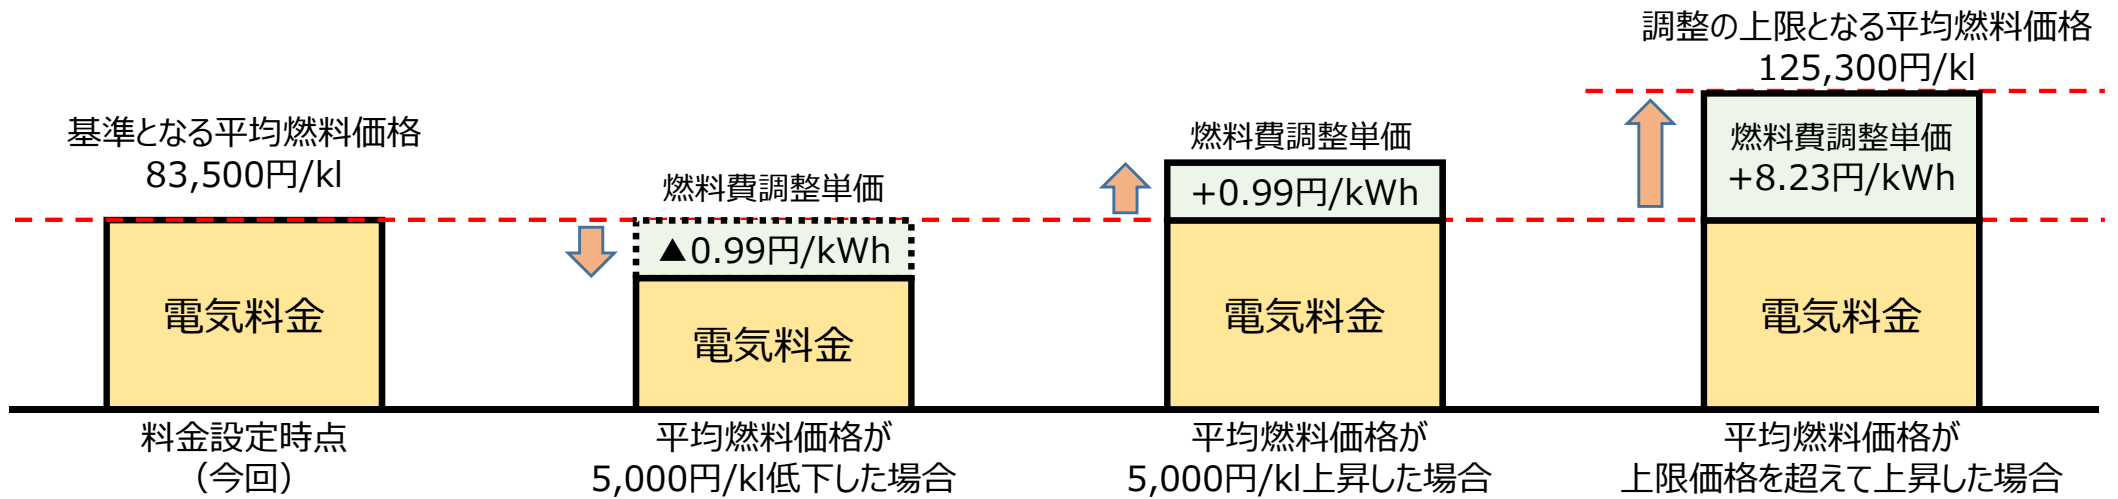 基準となる平均燃料価格
83,500円/kl
電気料金
料金設定時点
（今回）
燃料費調整単価
▲0.99円/kWh
電気料金
平均燃料価格が
5,000円/kl低下した場合
燃料費調整単価
+0.99円/kWh
電気料金
平均燃料価格が
5,000円/kl上昇した場合
調整の上限となる平均燃料価格
125,300円/kl
燃料費調整単価
+8.23円/kWh
電気料金
平均燃料価格が
上限価格を超えて上昇した場合